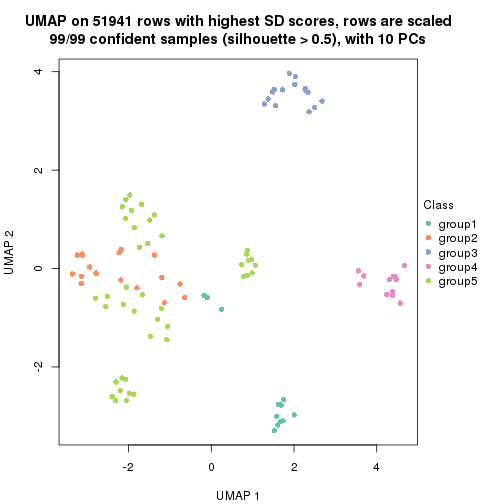 UMAP on 51941 rows with highest SD scores, rows are scaled
99/99 confident samples (silhouette > 0.5), with 10 PCs
4
2
0
-2
UMAP 2
-2
0
2
4
UMAP 1
Class
group1
group2
group3
group4
group5